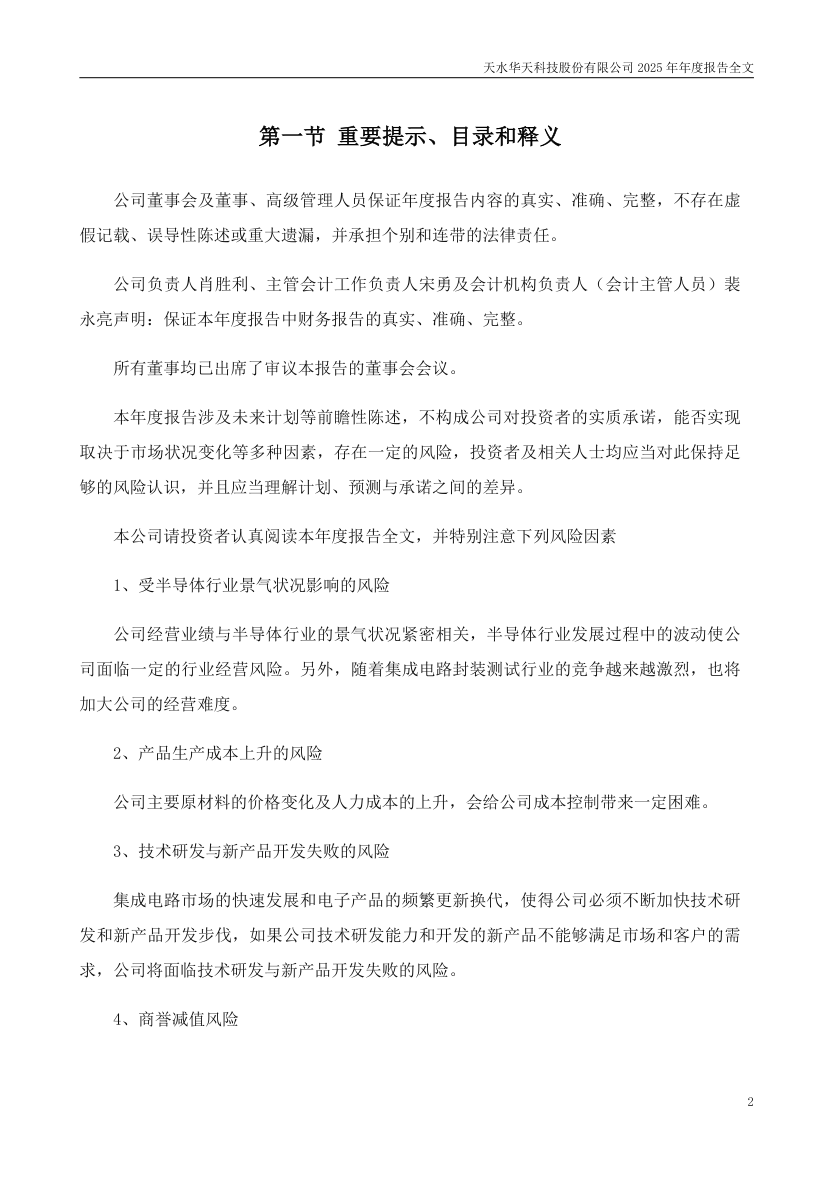 天水华天科技股份有限公司 2025 年年度报告全文
第一节 重要提示、目录和释义
公司董事会及董事、高级管理人员保证年度报告内容的真实、准确、完整，不存在虚
假记载、误导性陈述或重大遗漏，并承担个别和连带的法律责任。
公司负责人肖胜利、主管会计工作负责人宋勇及会计机构负责人（会计主管人员）裴
永亮声明：保证本年度报告中财务报告的真实、准确、完整。
所有董事均已出席了审议本报告的董事会会议。
本年度报告涉及未来计划等前瞻性陈述，不构成公司对投资者的实质承诺，能否实现
取决于市场状况变化等多种因素，存在一定的风险，投资者及相关人士均应当对此保持足
够的风险认识，并且应当理解计划、预测与承诺之间的差异。
本公司请投资者认真阅读本年度报告全文，并特别注意下列风险因素
1、受半导体行业景气状况影响的风险
公司经营业绩与半导体行业的景气状况紧密相关，半导体行业发展过程中的波动使公
司面临一定的行业经营风险。另外，随着集成电路封装测试行业的竞争越来越激烈，也将
加大公司的经营难度。
2、产品生产成本上升的风险
公司主要原材料的价格变化及人力成本的上升，会给公司成本控制带来一定困难。
3、技术研发与新产品开发失败的风险
集成电路市场的快速发展和电子产品的频繁更新换代，使得公司必须不断加快技术研
发和新产品开发步伐，如果公司技术研发能力和开发的新产品不能够满足市场和客户的需
求，公司将面临技术研发与新产品开发失败的风险。
4、商誉减值风险
2